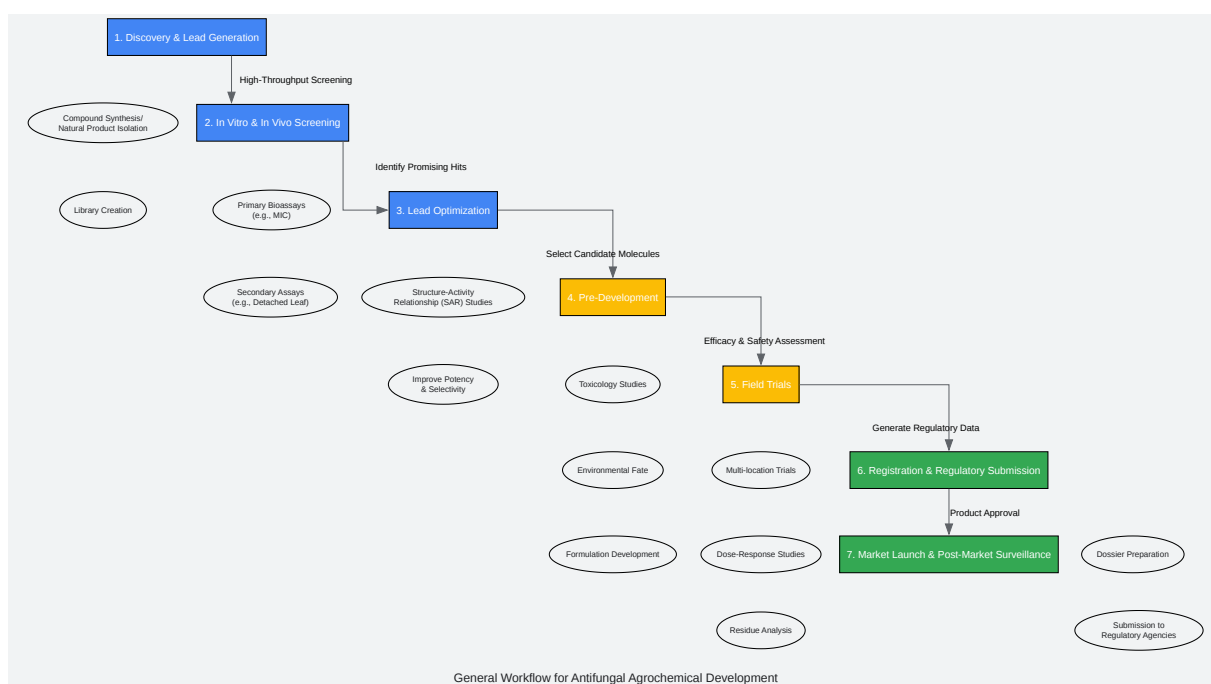 1. Discovery & Lead Generation
High-Throughput Screening
Compound Synthesis/
Natural Product Isolation
2. In Vitro & In Vivo Screening
Identify Promising Hits
Library Creation
Primary Bioassays
(e.g., MIC)
3. Lead Optimization
Select Candidate Molecules
Secondary Assays
(e.g., Detached Leaf)
Structure-Activity
Relationship (SAR) Studies
4. Pre-Development
Efficacy & Safety Assessment
Improve Potency
& Selectivity
Toxicology Studies
5. Field Trials
Generate Regulatory Data
Environmental Fate
Multi-location Trials
6. Registration & Regulatory Submission
Product Approval
Formulation Development
Dose-Response Studies
7. Market Launch & Post-Market Surveillance
Dossier Preparation
Residue Analysis
Submission to
Regulatory Agencies
General Workflow for Antifungal Agrochemical Development